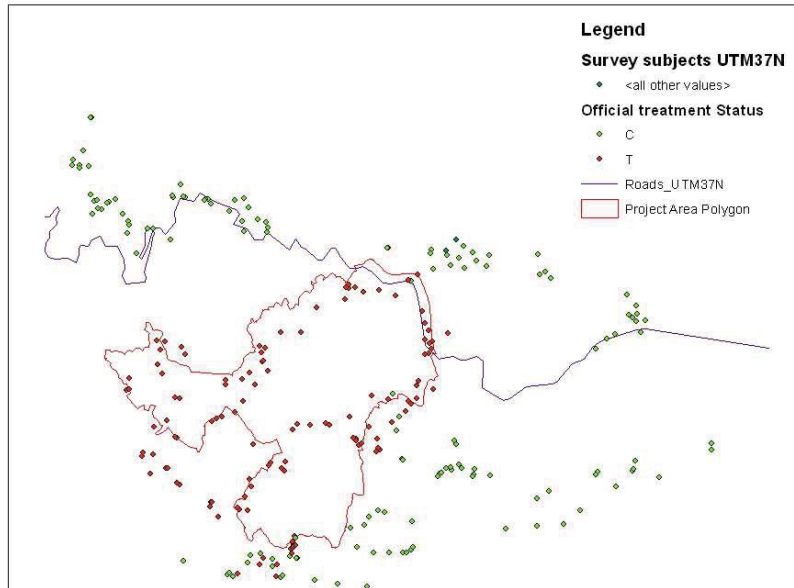 Legend
Survey subjects UTM37N
<all other values>
Official treatment Status
C
T
Roads_UTM37N
Project Area Polygon